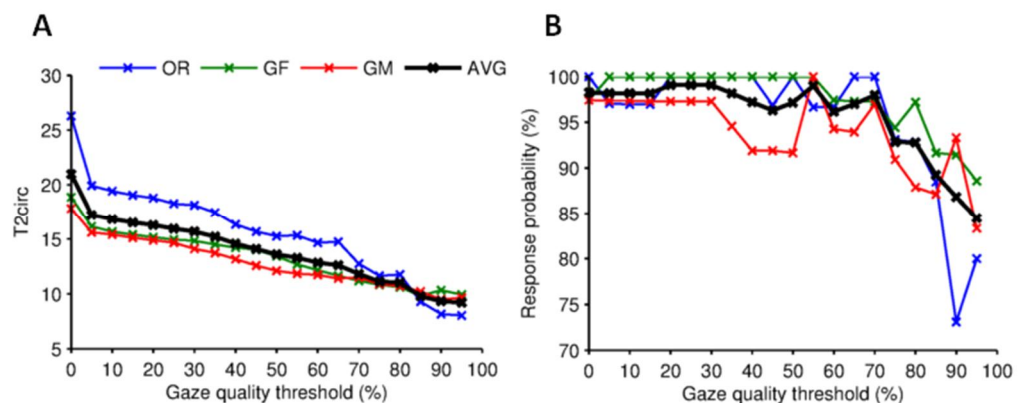 A
B
OR GF GM AVG
30
25
20
15
10
5
T2circ
0 10 20 30 40 50 60 70 80 90 100
Gaze quality threshold (%)
100
95
90
85
80
75
70
Response probability (%)
0 10 20 30 40 50 60 70 80 90 100
Gaze quality threshold (%)